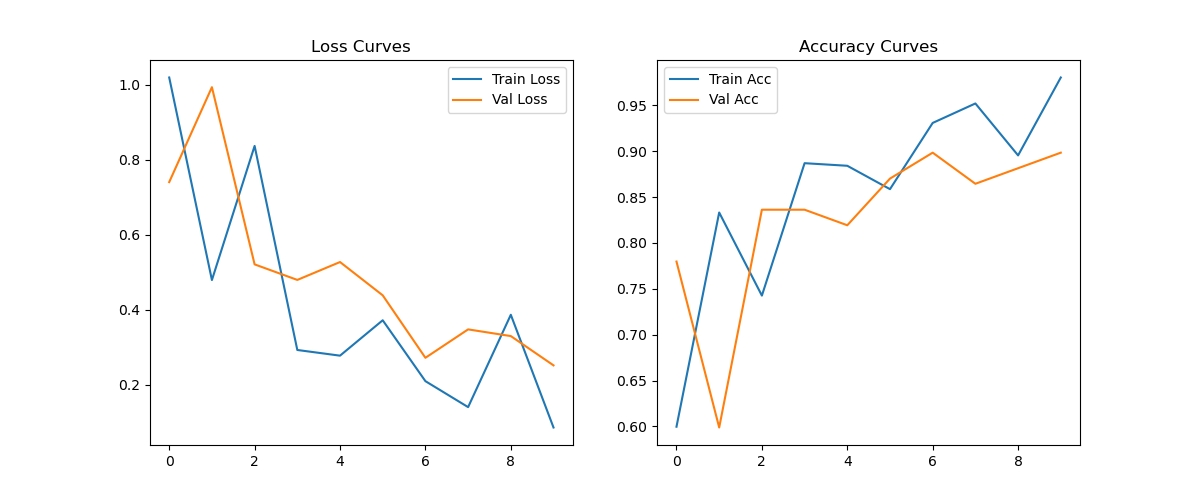 Loss Curves
Train Loss
Val Loss
1.0
0.8
0.6
0.4
0.2
0 2 4 6 8
Accuracy Curves
Train Acc
Val Acc
0.95
0.90
0.85
0.80
0.75
0.70
0.65
0.60
0 2 4 6 8